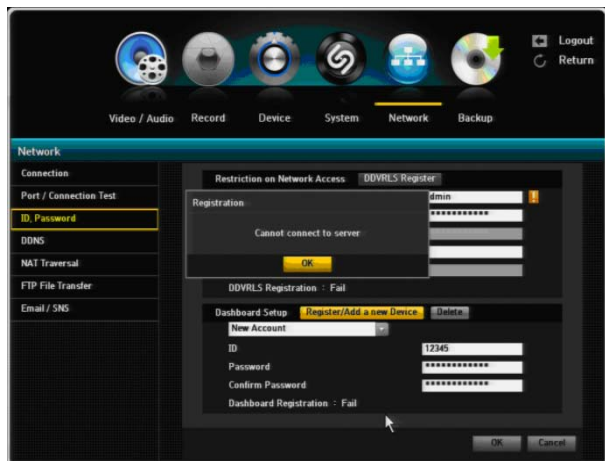 Logout
Return
Video / Audio Record Device System Network Backup
Network
Connection
Port / Connection Test
ID, Password
DDNS
NAT Traversal
FTP File Transfer
Email / SNS
Restriction on Network Access DDVRLS Register
dmin
***********
Registration
Cannot connect to server
OK
DDVRLS Registration : Fail
Dashboard Setup Register/Add a new Device Delete
New Account
ID 12345
Password ************
Confirm Password ************
Dashboard Registration : Fail
OK Cancel